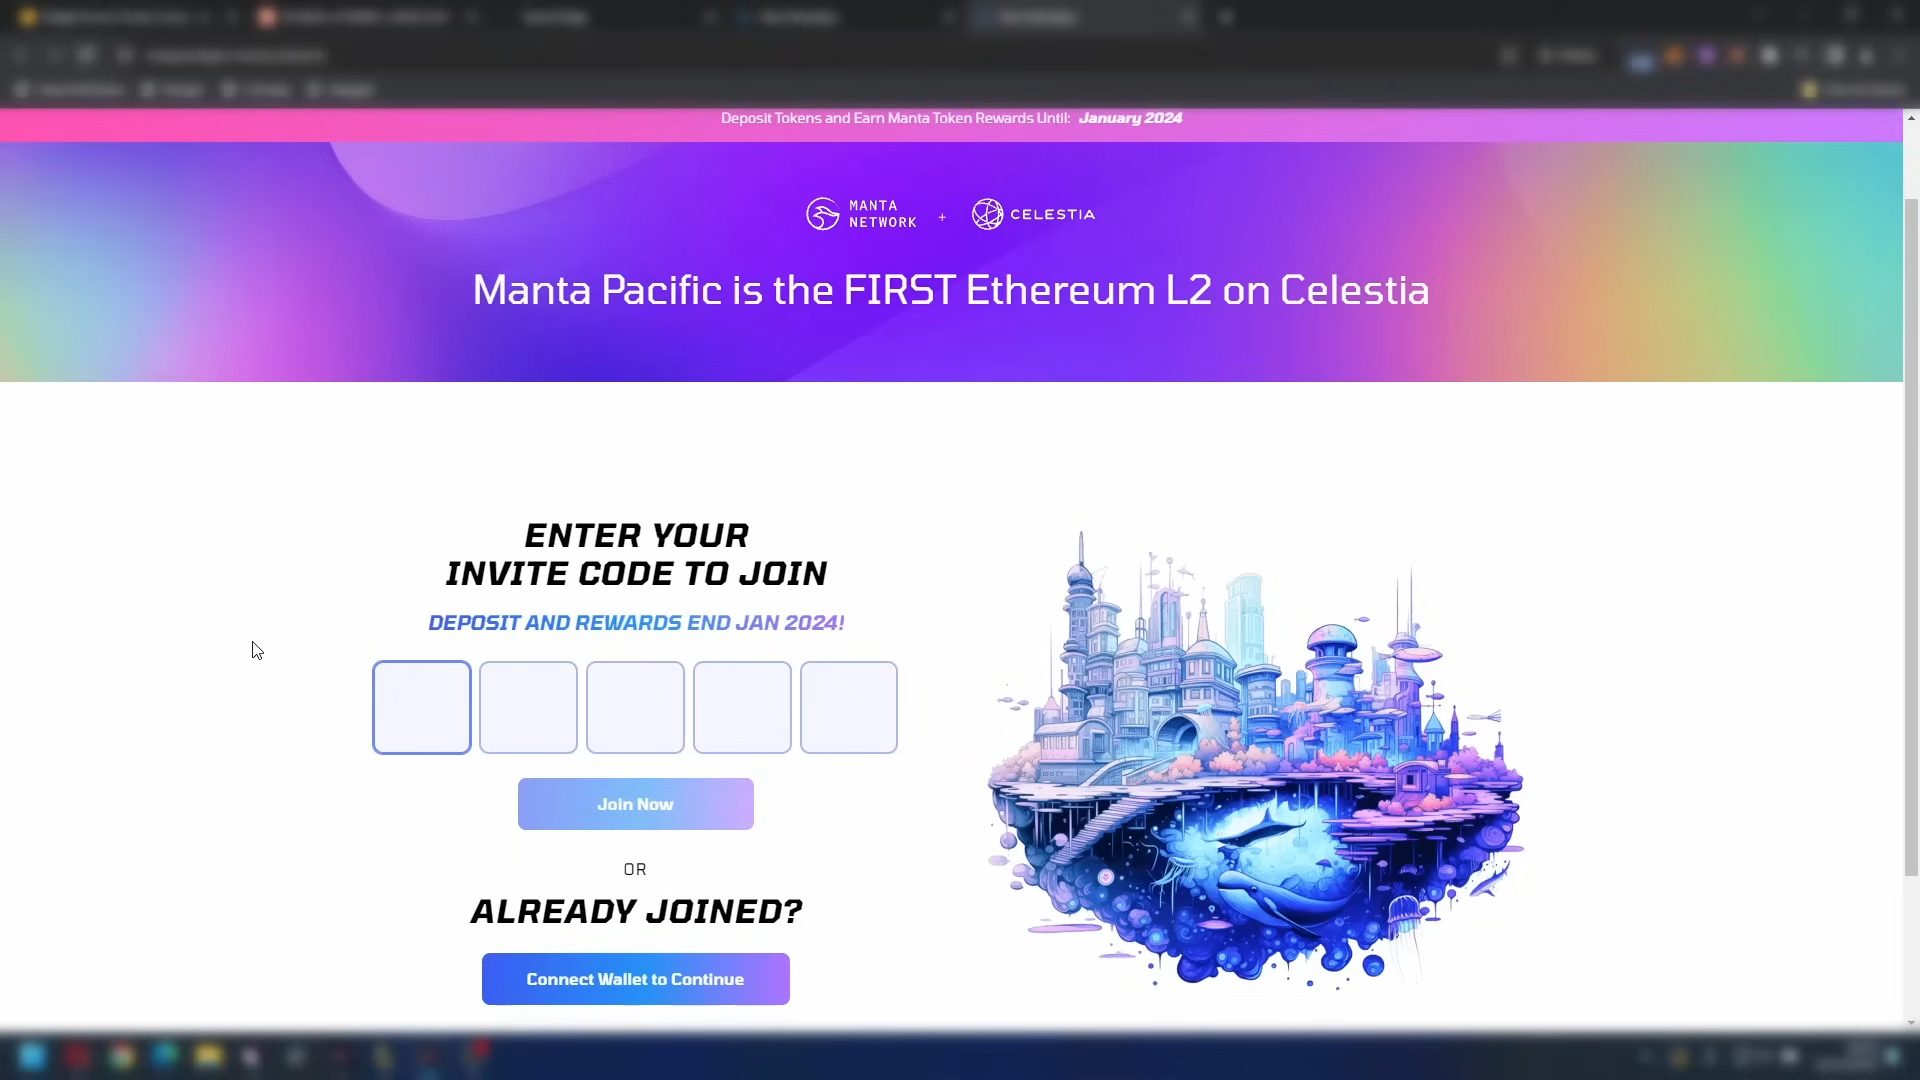 Deposit Tokens and Earn Manta Token Rewards Until: January 2024
MANTA
NETWORK
+
CELESTIA
Manta Pacific is the FIRST Ethereum L2 on Celestia
ENTER YOUR
INVITE CODE TO JOIN
DEPOSIT AND REWARDS END JAN 2024!
Join Now
OR
ALREADY JOINED?
Connect Wallet to Continue